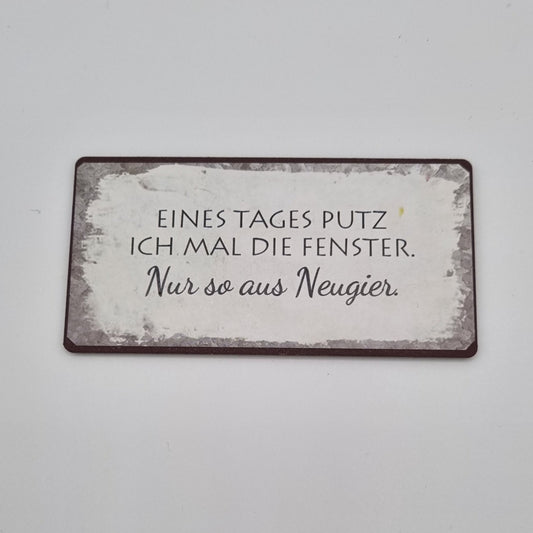 EINES TAGES PUTZ
ICH MAL DIE FENSTER.
Nur so aus Neugier.